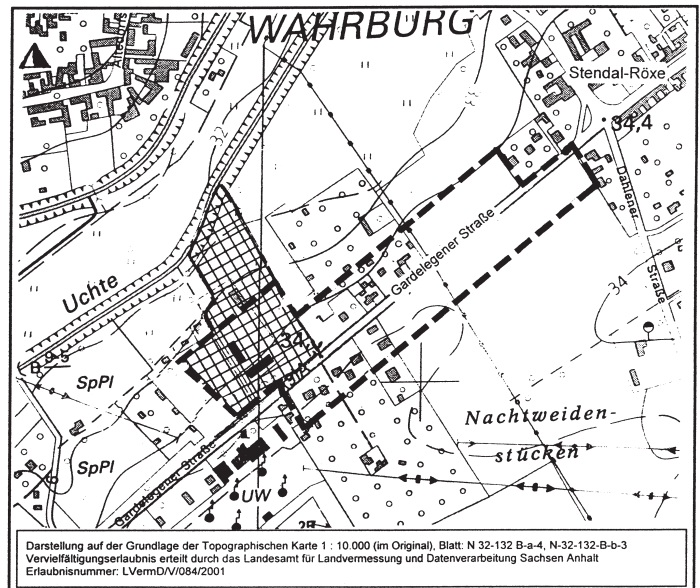 WAHRBURG
Stendal-Röxe
34,4
32
Dahlener
Straße
Gardelegener Straße
Uchte
34
SpPl
SpPl
Nachtweiden-
stücken
Gardelegener Straße
UW
Darstellung auf der Grundlage der Topographischen Karte 1 : 10.000 (im Original), Blatt: N 32-132 B-a-4, N-32-132-B-b-3
Vervielfältigungserlaubnis erteilt durch das Landesamt für Landvermessung und Datenverarbeitung Sachsen Anhalt
Erlaubnisnummer: LVermD/V/084/2001